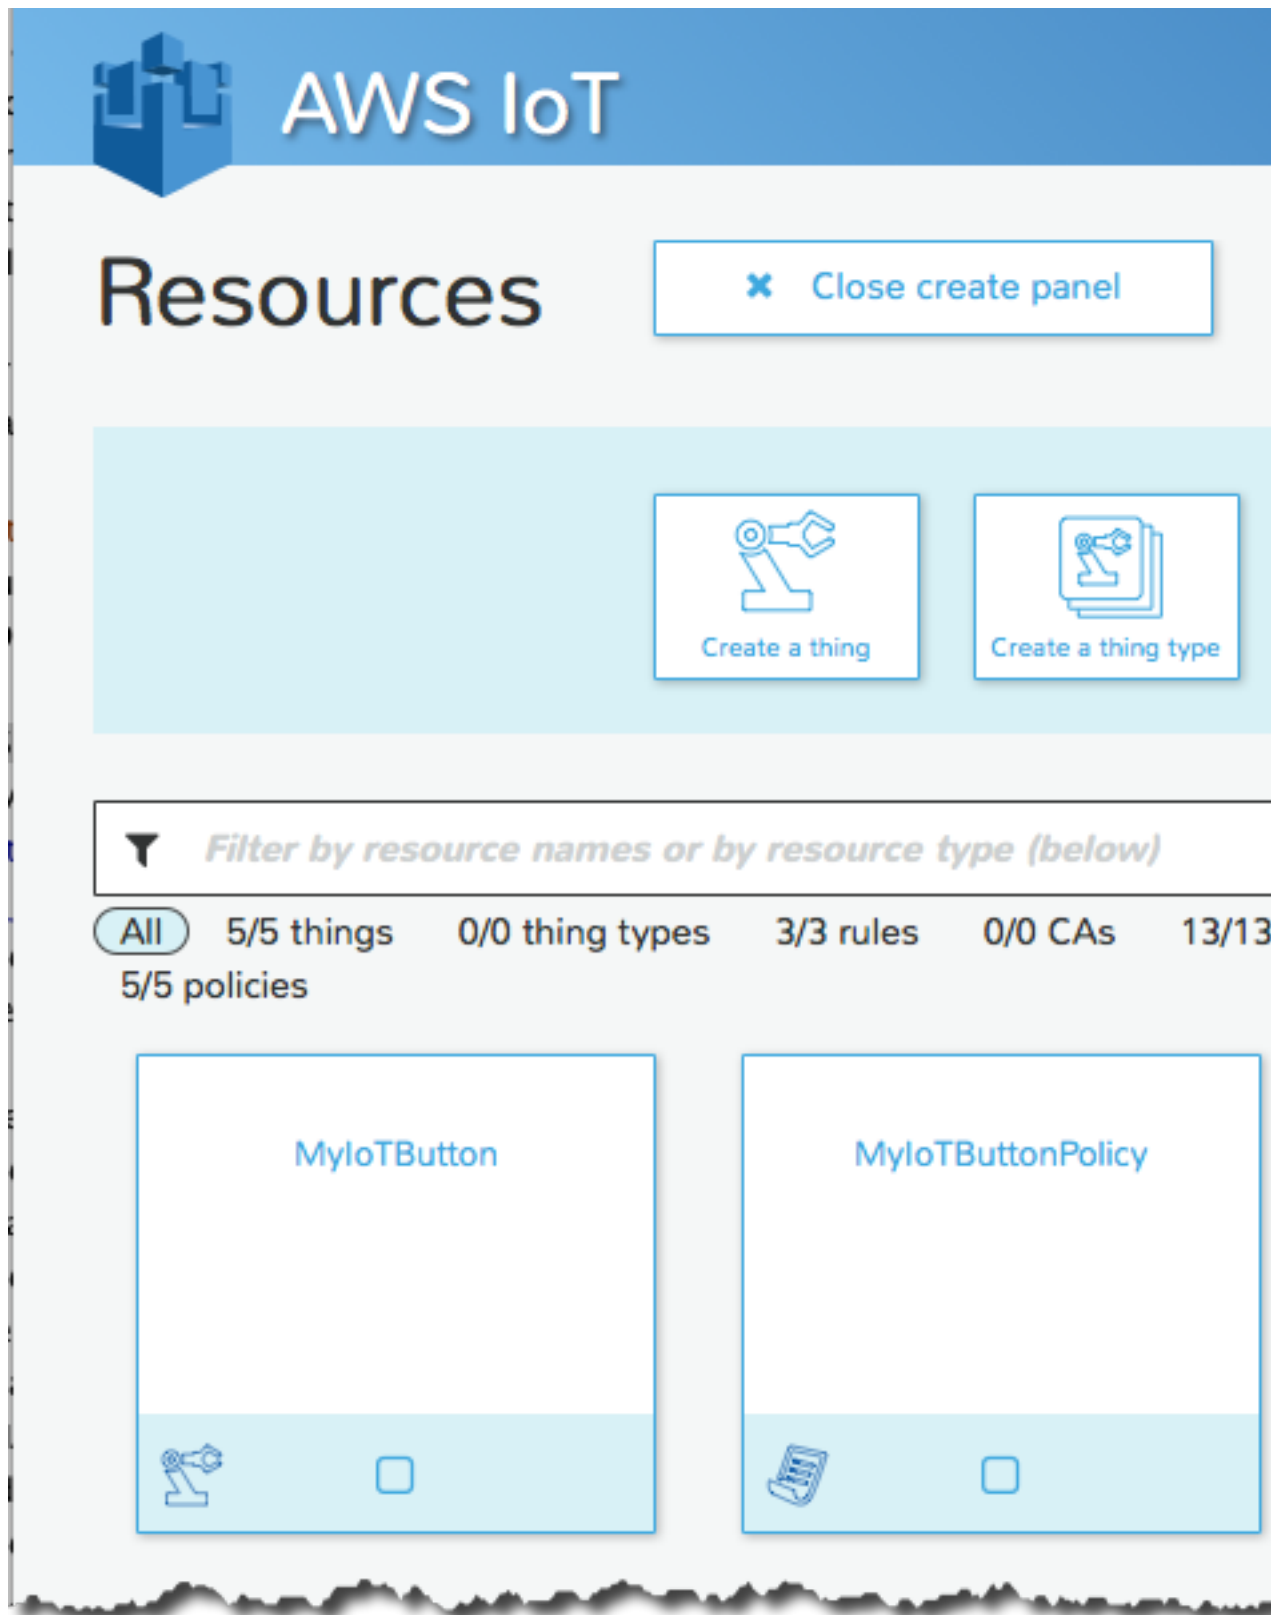 AWS IoT
Resources
Close create panel
Create a thing
Create a thing type
Filter by resource names or by resource type (below)
All 5/5 things 0/0 thing types 3/3 rules 0/0 CAs 13/13
5/5 policies
MyIoTButton
MyIoTButtonPolicy